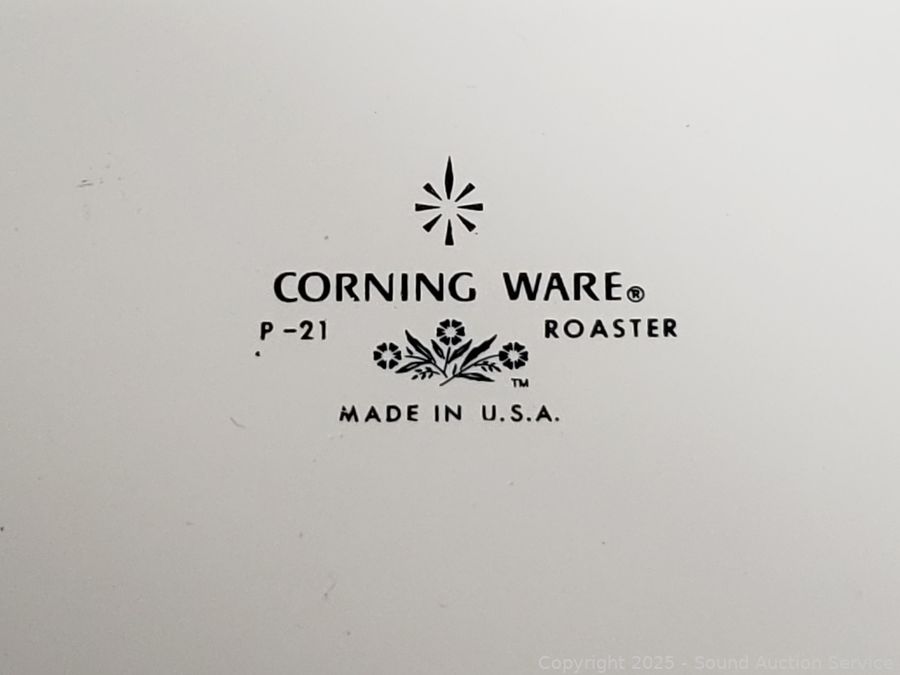 CORNING WARE®
P-21 ROASTER
™
MADE IN U.S.A.
Copyright 2025 - Sound Auction Service